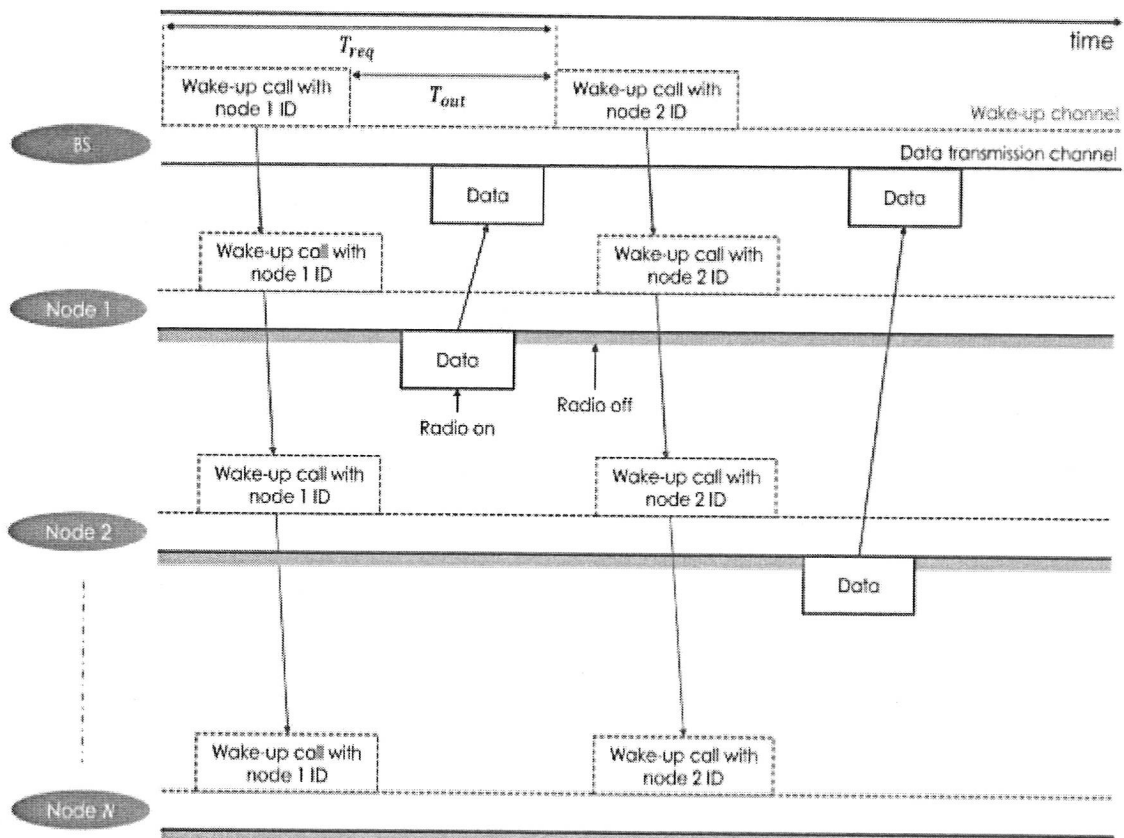 time
T_req
Wake-up call with
node 1 ID
T_out
Wake-up call with
node 2 ID
Wake-up channel
BS
Data transmission channel
Data
Data
Wake-up call with
node 1 ID
Wake-up call with
node 2 ID
Node 1
Data
Radio on
Radio off
Wake-up call with
node 1 ID
Wake-up call with
node 2 ID
Node 2
Data
Wake-up call with
node 1 ID
Wake-up call with
node 2 ID
Node N